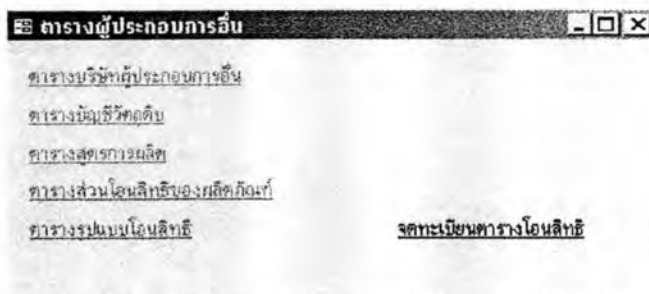 ตารางผู้ประกอบการอื่น
ตารางบริษัทผู้ประกอบการอื่น
ตารางบัญชีวัตถุดิบ
ตารางสูตรการผลิต
ตารางส่วนโอนสิทธิของผลิตภัณฑ์
ตารางรูปแบบโอนสิทธิ จดทะเบียนตารางโอนสิทธิ